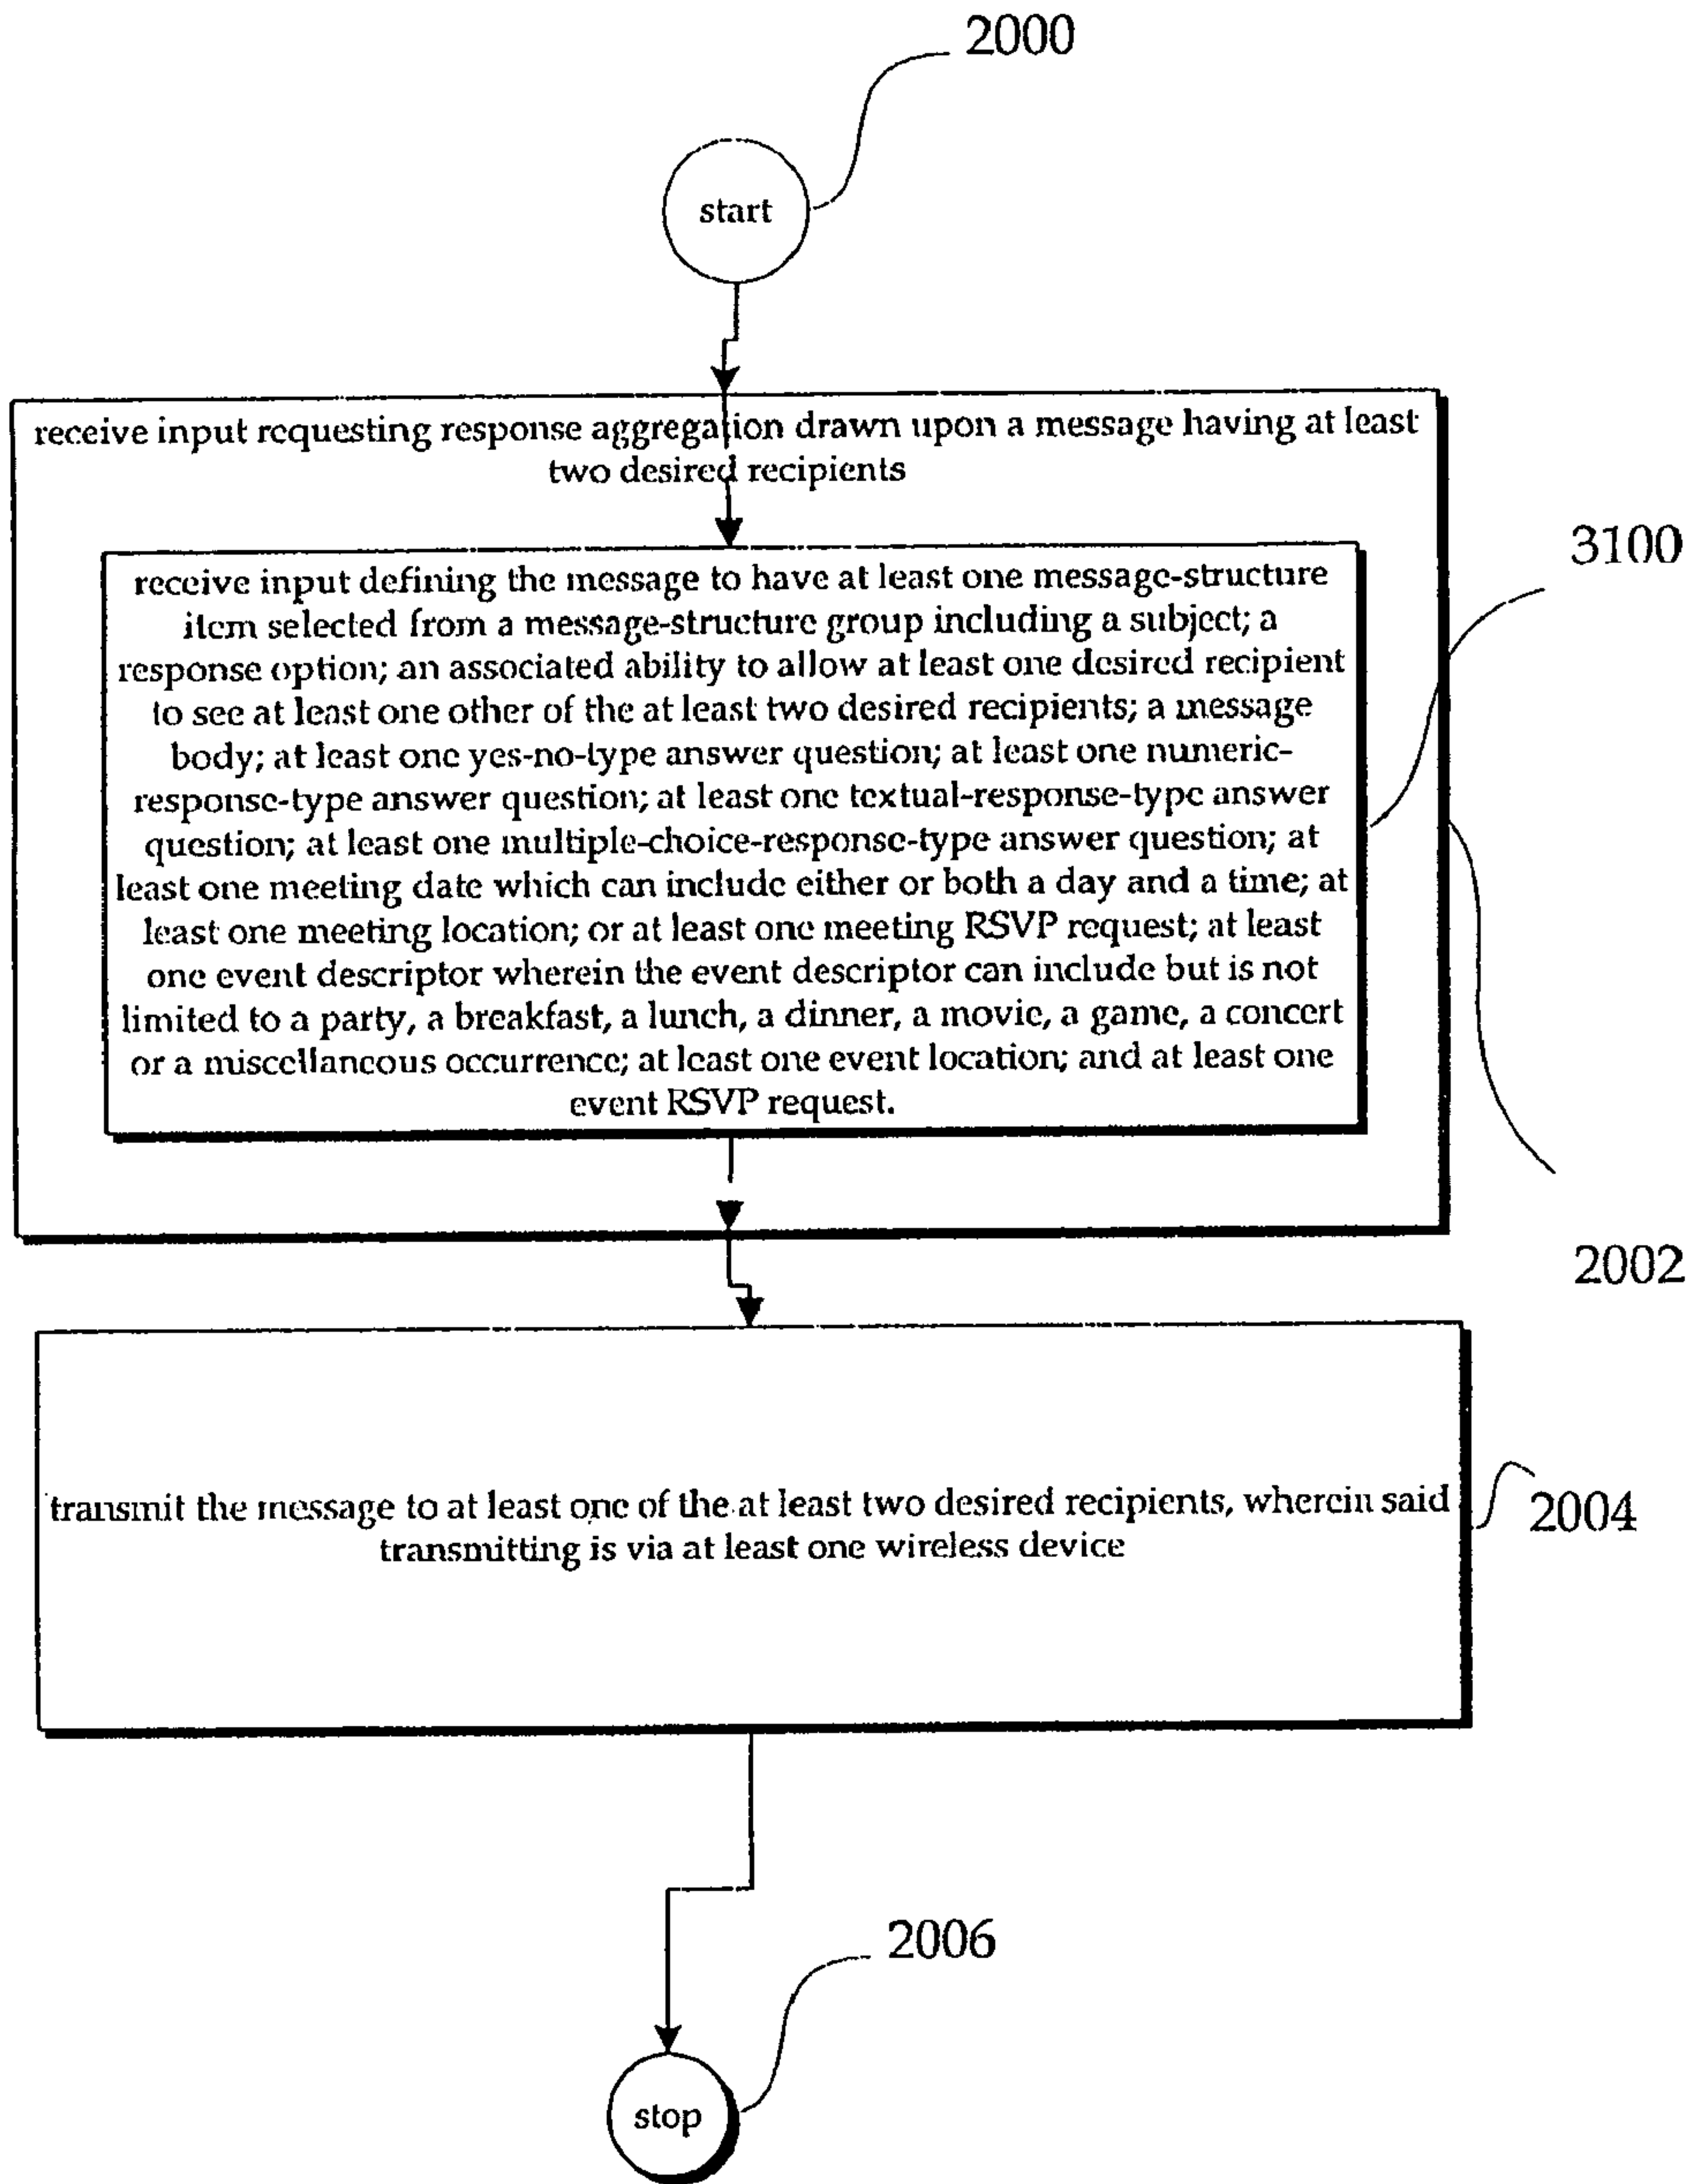 2000
start
receive input requesting response aggregation drawn upon a message having at least
two desired recipients
3100
receive input defining the message to have at least one message-structure
item selected from a message-structure group including a subject; a
response option; an associated ability to allow at least one desired recipient
to see at least one other of the at least two desired recipients; a message
body; at least one yes-no-type answer question; at least one numeric-
response-type answer question; at least one textual-response-type answer
question; at least one multiple-choice-response-type answer question; at
least one meeting date which can include either or both a day and a time; at
least one meeting location; or at least one meeting RSVP request; at least
one event descriptor wherein the event descriptor can include but is not
limited to a party, a breakfast, a lunch, a dinner, a movie, a game, a concert
or a miscellaneous occurrence; at least one event location; and at least one
event RSVP request.
2002
transmit the message to at least one of the at least two desired recipients, wherein said
transmitting is via at least one wireless device
2004
2006
stop